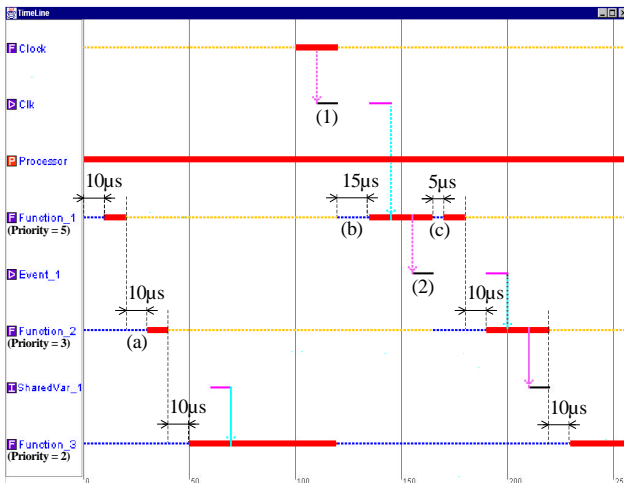 TimeLine
F Clock
Clk
(1)
P Processor
10µs
15µs
5µs
F Function_1
(Priority = 5)
(b)
(c)
Event_1
(2)
10µs
10µs
F Function_2
(Priority = 3)
(a)
I SharedVar_1
10µs
10µs
F Function_3
(Priority = 2)
0
50
100
150
200
250